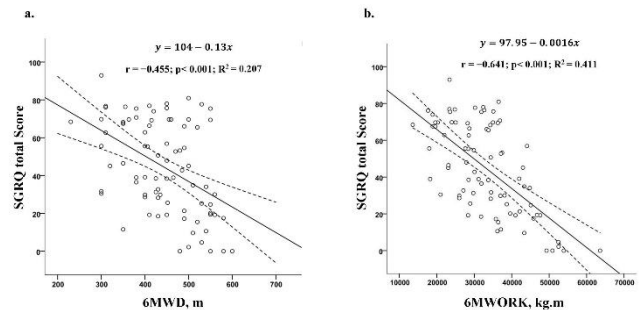 a.
y = 104 − 0.13x
r = −0.455; p< 0.001; R² = 0.207
SGRQ total Score
100
80
60
40
20
0
200 300 400 500 600 700
6MWD, m
b.
y = 97.95 − 0.0016x
r = −0.641; p< 0.001; R² = 0.411
SGRQ total Score
100
80
60
40
20
0
10000 20000 30000 40000 50000 60000 70000
6MWORK, kg.m